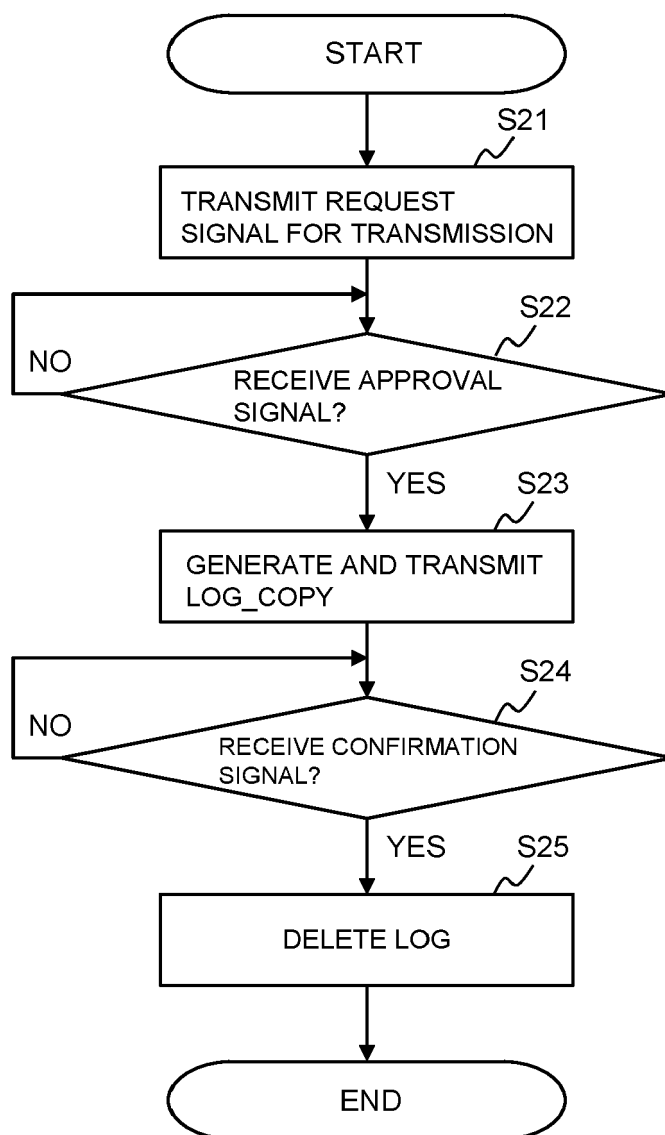 START
S21
TRANSMIT REQUEST
SIGNAL FOR TRANSMISSION
S22
NO
RECEIVE APPROVAL
SIGNAL?
YES
S23
GENERATE AND TRANSMIT
LOG_COPY
S24
NO
RECEIVE CONFIRMATION
SIGNAL?
YES
S25
DELETE LOG
END